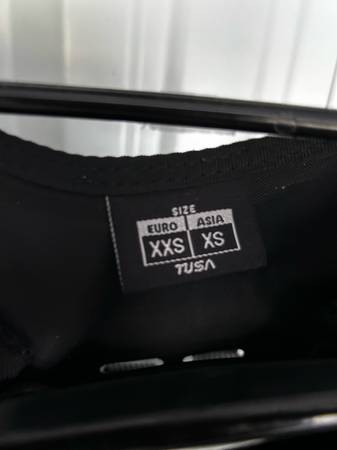 SIZE
EURO ASIA
XXS XS
TUSA